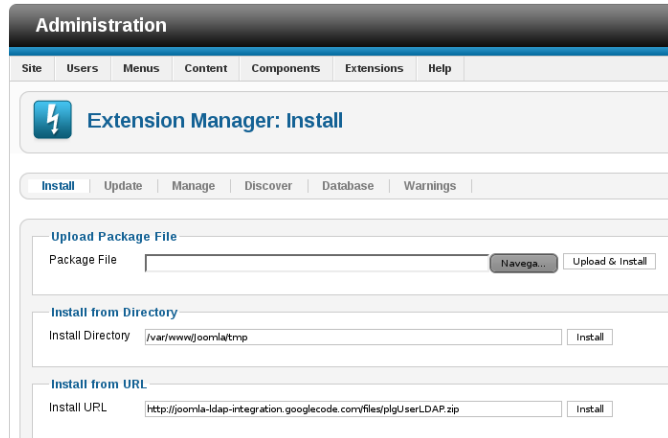 Administration
Site Users Menus Content Components Extensions Help
Extension Manager: Install
Install Update Manage Discover Database Warnings
Upload Package File
Package File Navega... Upload & Install
Install from Directory
Install Directory /var/www/Joomla/tmp Install
Install from URL
Install URL http://joomla-ldap-integration.googlecode.com/files/plgUserLDAP.zip Install